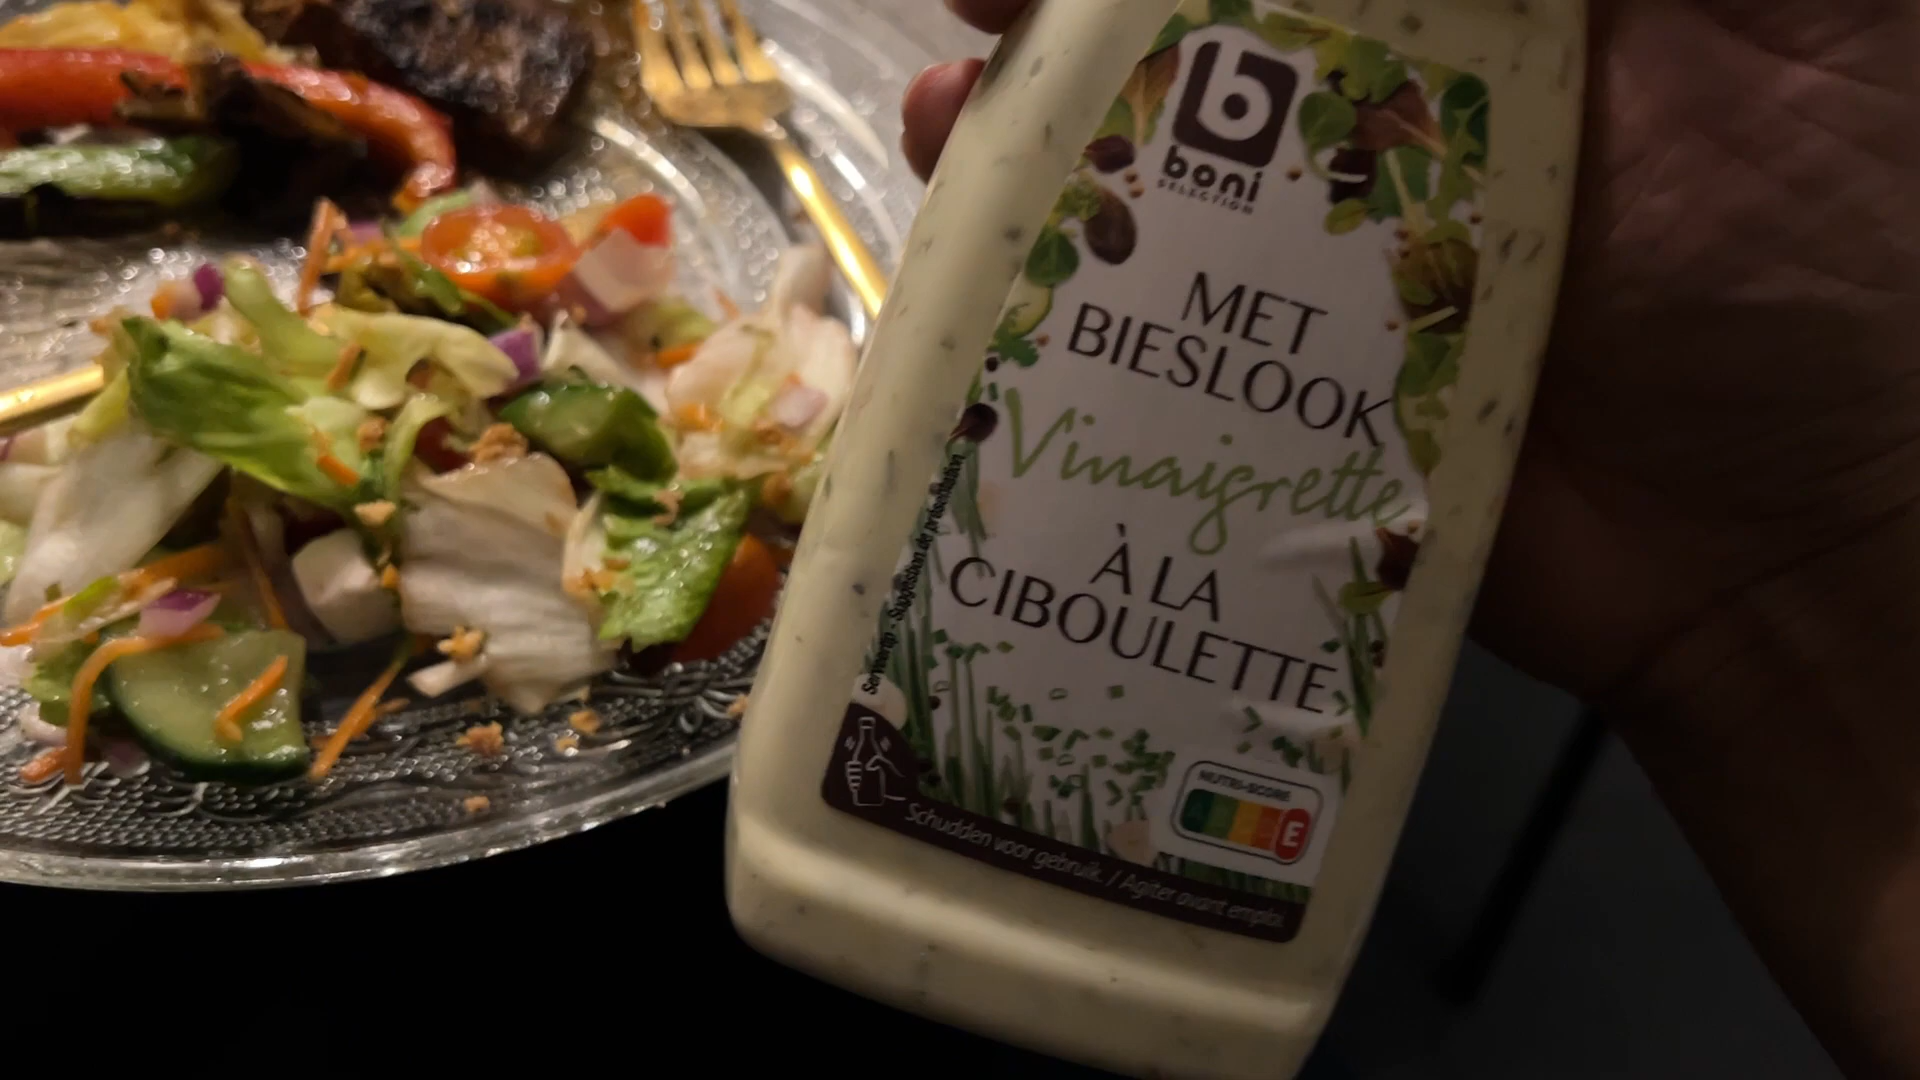 b
boni
SELECTION
MET
BIESLOOK
Vinaigrette
À LA
CIBOULETTE
Serveertip - Suggestion de présentation
NUTRI-SCORE
E
Schudden voor gebruik. / Agiter avant emploi.